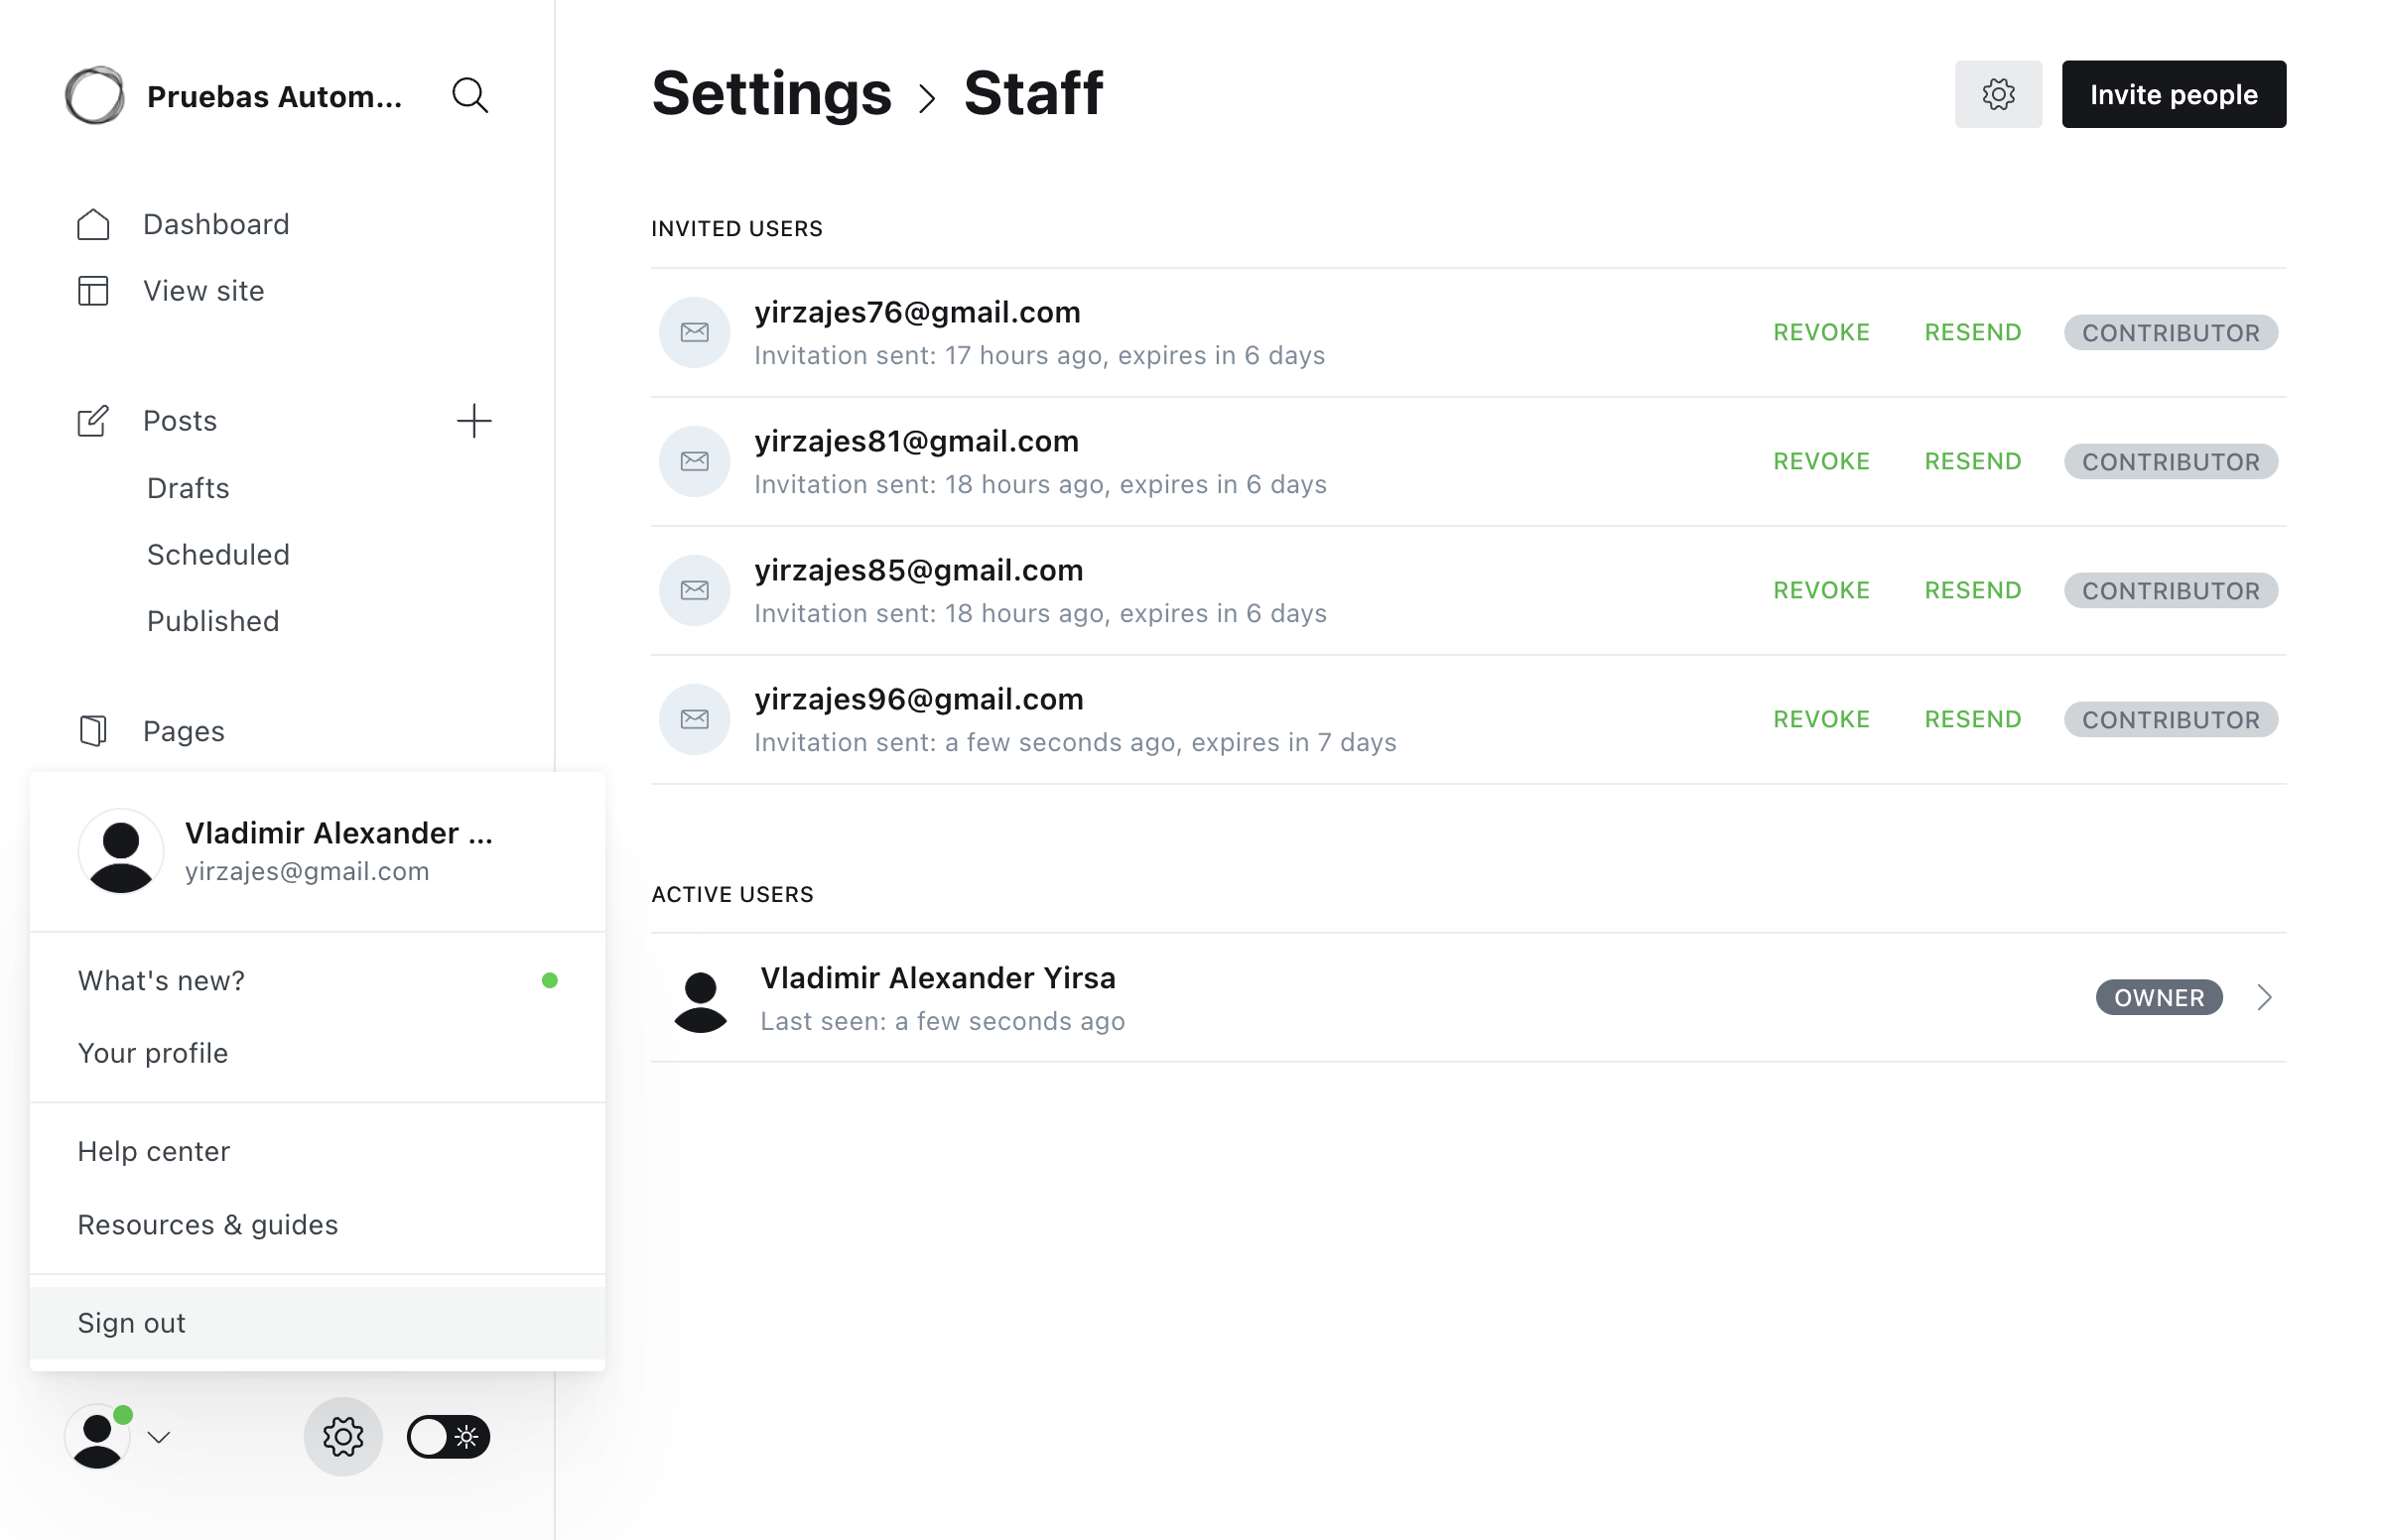 Pruebas Autom...
Dashboard
View site
Posts
Drafts
Scheduled
Published
Pages
Vladimir Alexander ...
yirzajes@gmail.com
What's new?
Your profile
Help center
Resources & guides
Sign out
Settings > Staff
Invite people
INVITED USERS
yirzajes76@gmail.com
Invitation sent: 17 hours ago, expires in 6 days
REVOKE RESEND CONTRIBUTOR
yirzajes81@gmail.com
Invitation sent: 18 hours ago, expires in 6 days
REVOKE RESEND CONTRIBUTOR
yirzajes85@gmail.com
Invitation sent: 18 hours ago, expires in 6 days
REVOKE RESEND CONTRIBUTOR
yirzajes96@gmail.com
Invitation sent: a few seconds ago, expires in 7 days
REVOKE RESEND CONTRIBUTOR
ACTIVE USERS
Vladimir Alexander Yirsa
Last seen: a few seconds ago
OWNER